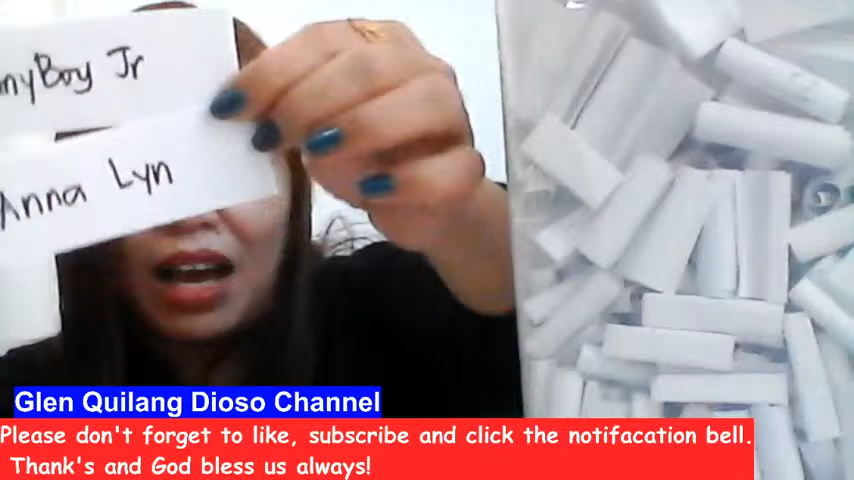 nyBoy Jr
Anna Lyn
Glen Quilang Dioso Channel
Please don't forget to like, subscribe and click the notifacation bell.
Thank's and God bless us always!